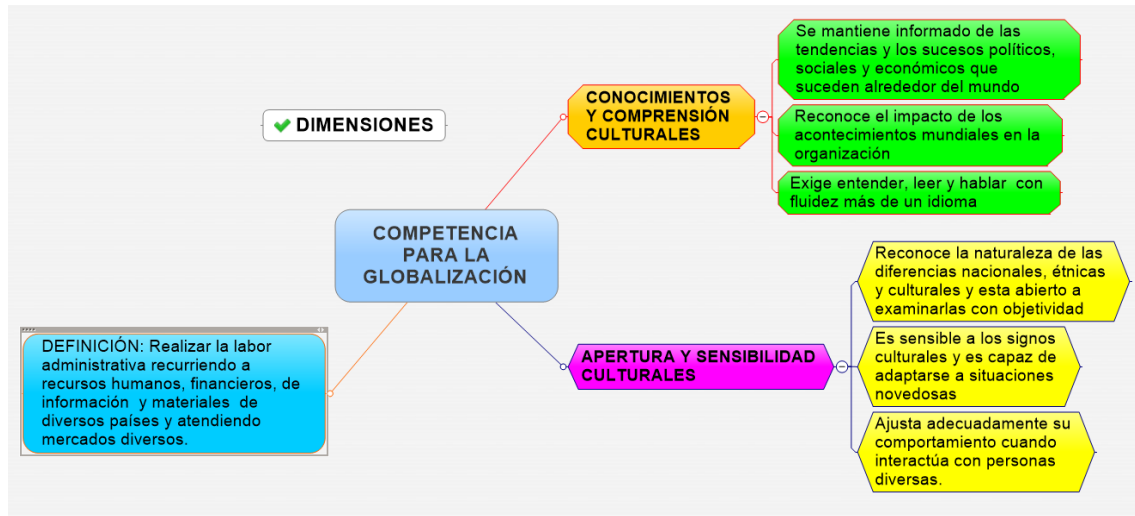 DIMENSIONES
COMPETENCIA
PARA LA
GLOBALIZACIÓN
DEFINICIÓN: Realizar la labor
administrativa recurriendo a
recursos humanos, financieros, de
información y materiales de
diversos países y atendiendo
mercados diversos.
CONOCIMIENTOS
Y COMPRENSIÓN
CULTURALES
Se mantiene informado de las
tendencias y los sucesos políticos,
sociales y económicos que
suceden alrededor del mundo
Reconoce el impacto de los
acontecimientos mundiales en la
organización
Exige entender, leer y hablar con
fluidez más de un idioma
APERTURA Y SENSIBILIDAD
CULTURALES
Reconoce la naturaleza de las
diferencias nacionales, étnicas
y culturales y esta abierto a
examinarlas con objetividad
Es sensible a los signos
culturales y es capaz de
adaptarse a situaciones
novedosas
Ajusta adecuadamente su
comportamiento cuando
interactúa con personas
diversas.